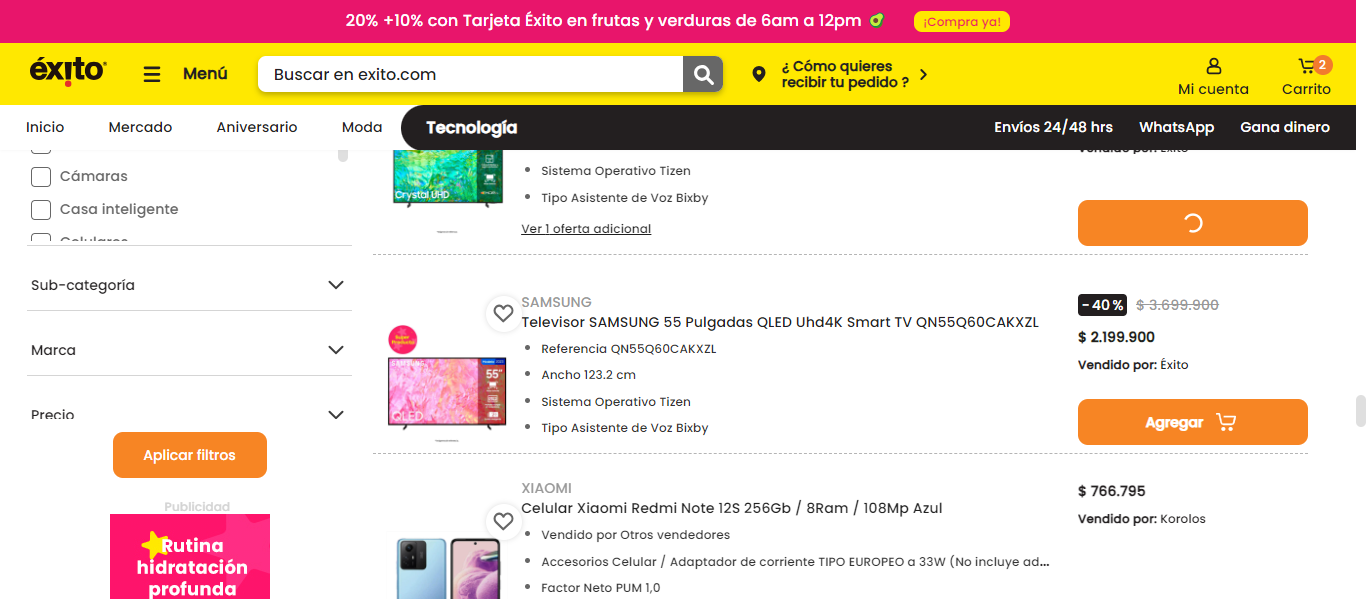 20% +10% con Tarjeta Éxito en frutas y verduras de 6am a 12pm
¡Compra ya!
éxito
Menú
Buscar en exito.com
¿ Cómo quieres
recibir tu pedido ?
Mi cuenta
2
Carrito
Inicio
Mercado
Aniversario
Moda
Tecnología
Envíos 24/48 hrs
WhatsApp
Gana dinero
Cámaras
Casa inteligente
Celulares
Sub-categoría
Marca
Precio
Aplicar filtros
Publicidad
Rutina
hidratación
profunda
Crystal UHD
Sistema Operativo Tizen
Tipo Asistente de Voz Bixby
Ver 1 oferta adicional
Vendido por: Éxito
SAMSUNG
Televisor SAMSUNG 55 Pulgadas QLED Uhd4K Smart TV QN55Q60CAKXZL
Referencia QN55Q60CAKXZL
Ancho 123.2 cm
Sistema Operativo Tizen
Tipo Asistente de Voz Bixby
55"
QLED
- 40 %
$ 3.699.900
$ 2.199.900
Vendido por: Éxito
Agregar
XIAOMI
Celular Xiaomi Redmi Note 12S 256Gb / 8Ram / 108Mp Azul
Vendido por Otros vendedores
Accesorios Celular / Adaptador de corriente TIPO EUROPEO a 33W (No incluye ad...
Factor Neto PUM 1,0
$ 766.795
Vendido por: Korolos